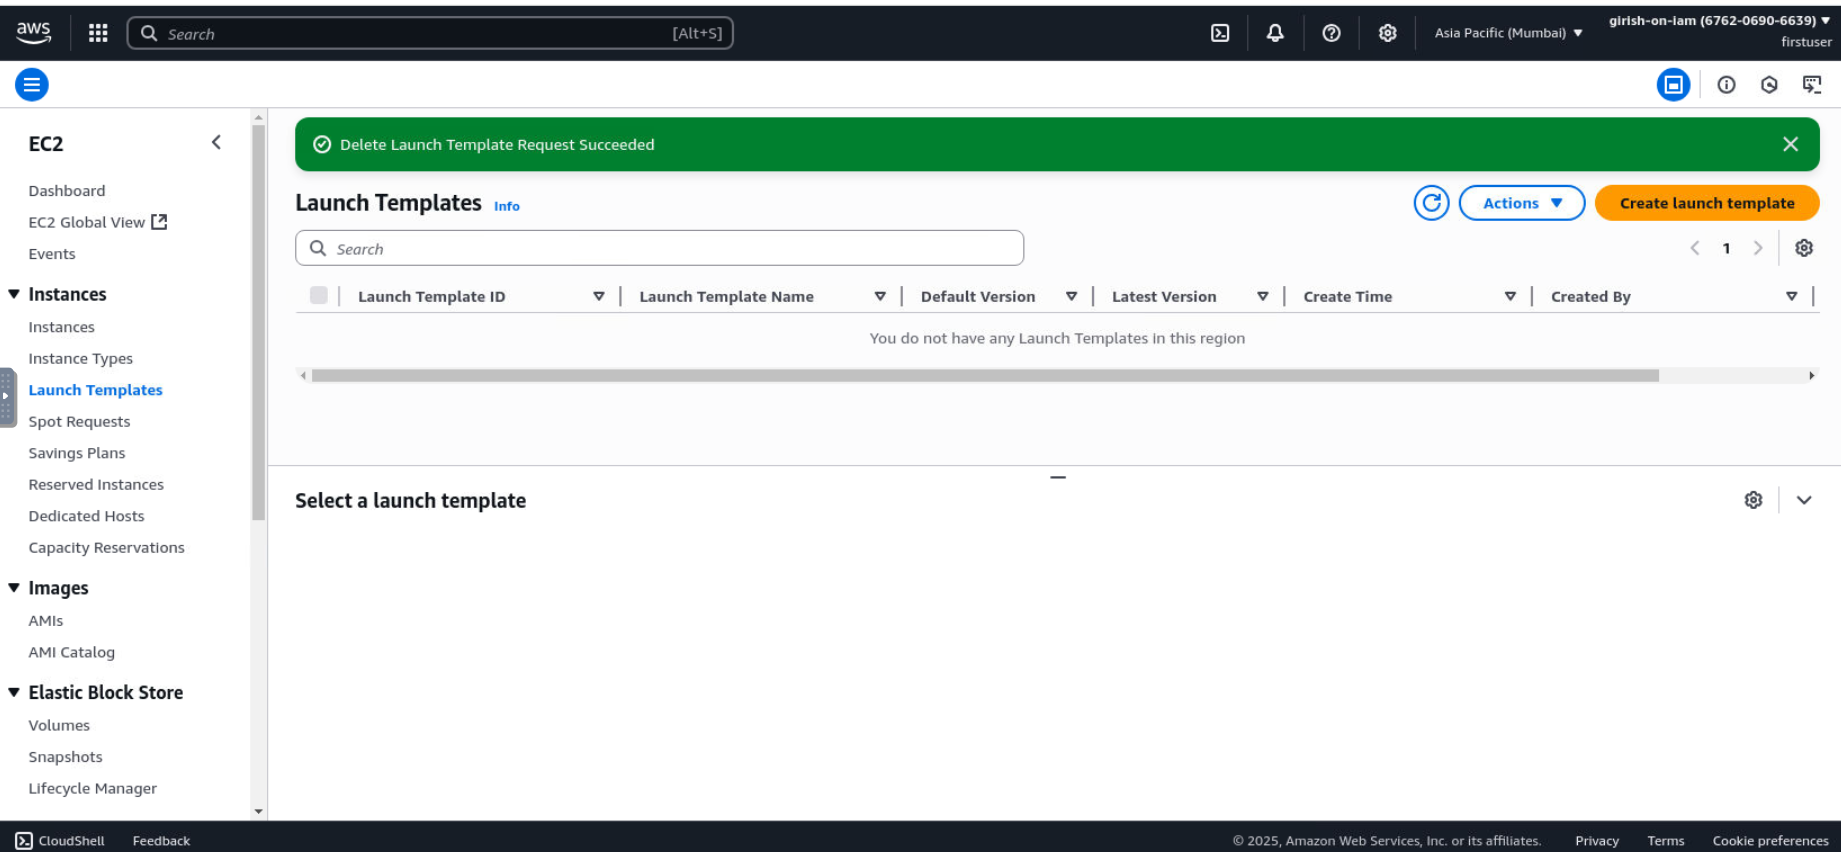 aws
Search [Alt+S]
Asia Pacific (Mumbai)
girish-on-iam (6762-0690-6639)
firstuser
EC2
Dashboard
EC2 Global View
Events
Instances
Instances
Instance Types
Launch Templates
Spot Requests
Savings Plans
Reserved Instances
Dedicated Hosts
Capacity Reservations
Images
AMIs
AMI Catalog
Elastic Block Store
Volumes
Snapshots
Lifecycle Manager
Delete Launch Template Request Succeeded
Launch Templates Info
Actions
Create launch template
Search
1
Launch Template ID Launch Template Name Default Version Latest Version Create Time Created By
You do not have any Launch Templates in this region
Select a launch template
CloudShell Feedback
© 2025, Amazon Web Services, Inc. or its affiliates. Privacy Terms Cookie preferences